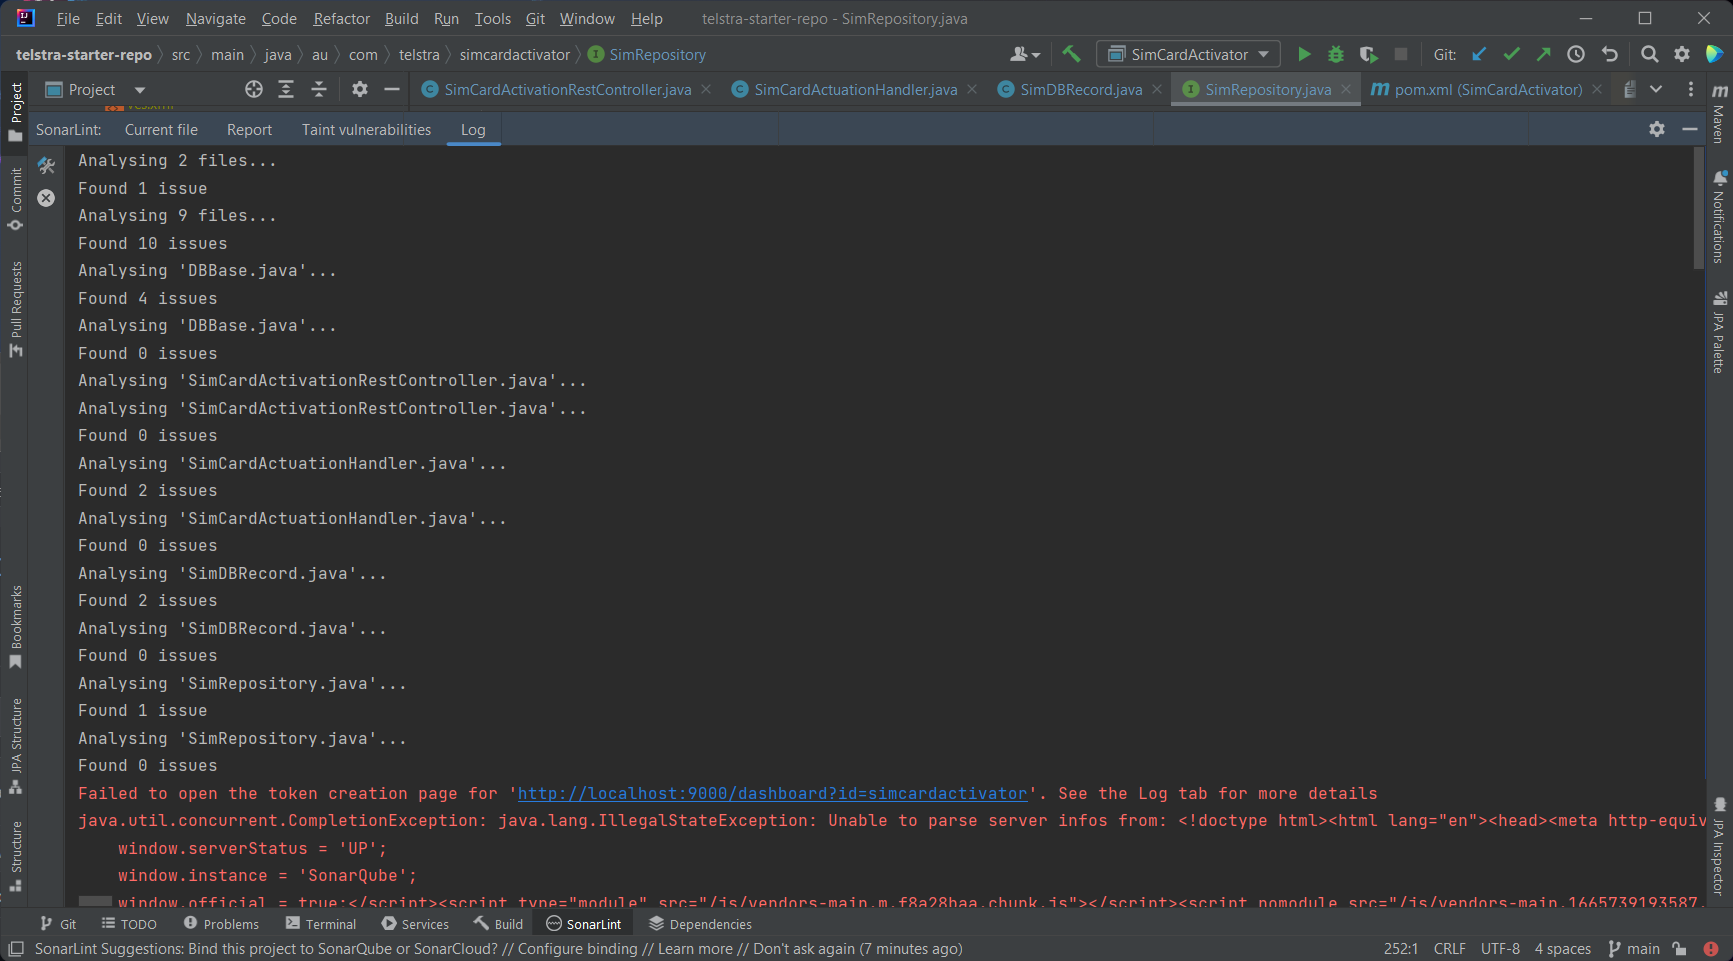 File Edit View Navigate Code Refactor Build Run Tools Git Window Help telstra-starter-repo - SimRepository.java
telstra-starter-repo src main java au com telstra simcardactivator SimRepository SimCardActivator Git:
Project SimCardActivationRestController.java SimCardActuationHandler.java SimDBRecord.java SimRepository.java pom.xml (SimCardActivator)
SonarLint: Current file Report Taint vulnerabilities Log
Analysing 2 files...
Found 1 issue
Analysing 9 files...
Found 10 issues
Analysing 'DBBase.java'...
Found 4 issues
Analysing 'DBBase.java'...
Found 0 issues
Analysing 'SimCardActivationRestController.java'...
Analysing 'SimCardActivationRestController.java'...
Found 0 issues
Analysing 'SimCardActuationHandler.java'...
Found 2 issues
Analysing 'SimCardActuationHandler.java'...
Found 0 issues
Analysing 'SimDBRecord.java'...
Found 2 issues
Analysing 'SimDBRecord.java'...
Found 0 issues
Analysing 'SimRepository.java'...
Found 1 issue
Analysing 'SimRepository.java'...
Found 0 issues
Failed to open the token creation page for 'http://localhost:9000/dashboard?id=simcardactivator'. See the Log tab for more details
java.util.concurrent.CompletionException: java.lang.IllegalStateException: Unable to parse server infos from: <!doctype html><html lang="en"><head><meta http-equiv
window.serverStatus = 'UP';
window.instance = 'SonarQube';
window.official = true;</script><script type="module" src="/js/vendors-main.m.f8a28baa.chunk.js"></script><script nomodule src="/js/vendors-main.1665739193587.
Project
Commit
Pull Requests
Bookmarks
JPA Structure
Structure
Maven
Notifications
JPA Palette
JPA Inspector
Git TODO Problems Terminal Services Build SonarLint Dependencies
SonarLint Suggestions: Bind this project to SonarQube or SonarCloud? // Configure binding // Learn more // Don't ask again (7 minutes ago) 252:1 CRLF UTF-8 4 spaces main